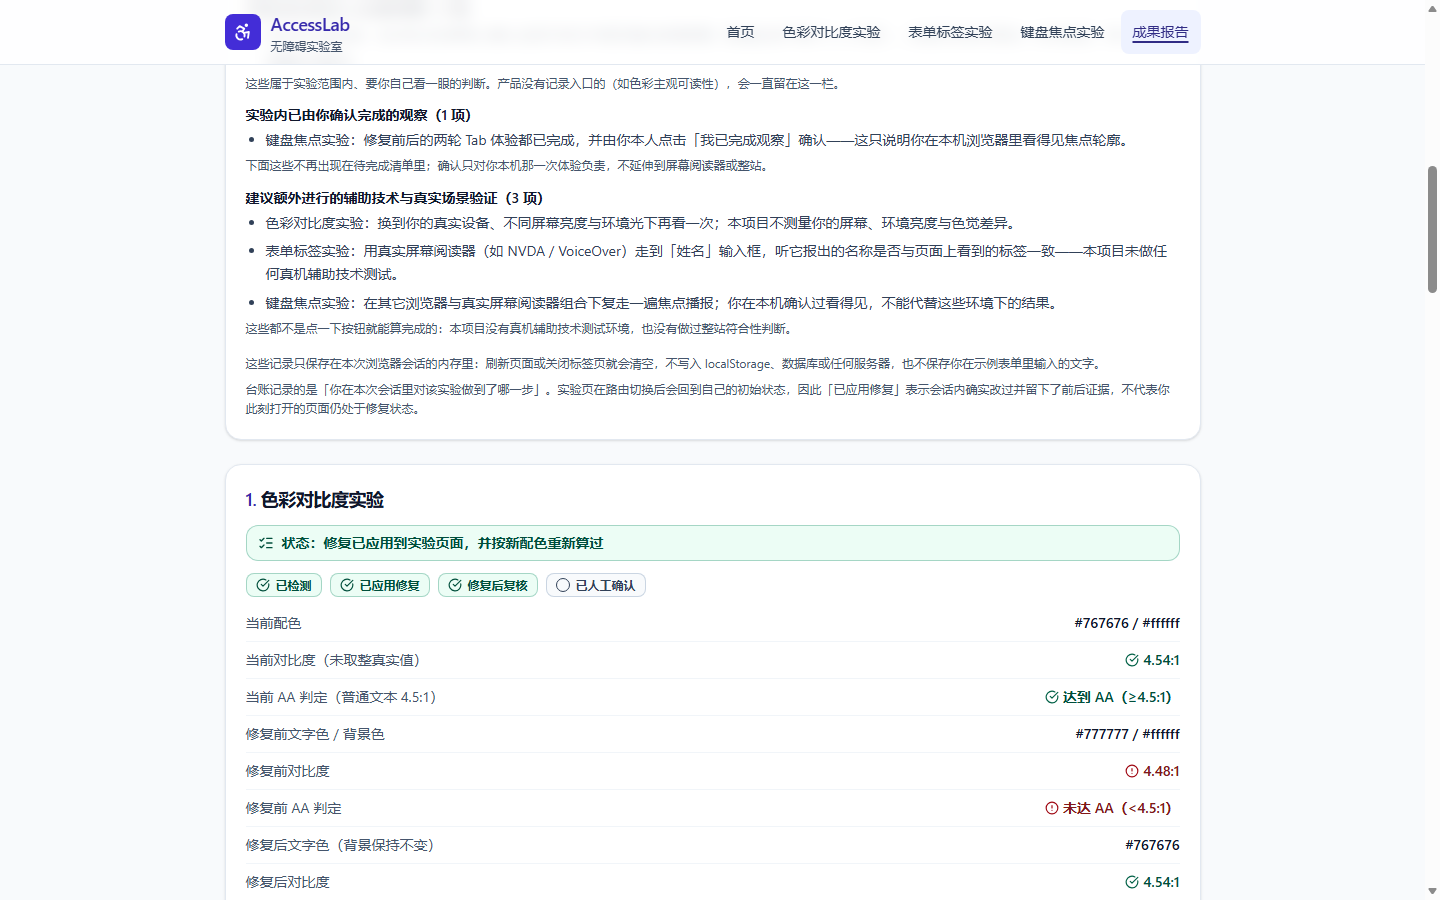 AccessLab
无障碍实验室
首页
色彩对比度实验
表单标签实验
键盘焦点实验
成果报告
这些属于实验范围内、要你自己看一眼的判断。产品没有记录入口的（如色彩主观可读性），会一直留在这一栏。
实验内已由你确认完成的观察（1 项）
键盘焦点实验：修复前后的两轮 Tab 体验都已完成，并由你本人点击「我已完成观察」确认——这只说明你在本机浏览器里看得见焦点轮廓。
下面这些不再出现在待完成清单里；确认只对你本机那一次体验负责，不延伸到屏幕阅读器或整站。
建议额外进行的辅助技术与真实场景验证（3 项）
色彩对比度实验：换到你的真实设备、不同屏幕亮度与环境光下再看一次；本项目不测量你的屏幕、环境亮度与色觉差异。
表单标签实验：用真实屏幕阅读器（如 NVDA / VoiceOver）走到「姓名」输入框，听它报出的名称是否与页面上看到的标签一致——本项目未做任
何真机辅助技术测试。
键盘焦点实验：在其它浏览器与真实屏幕阅读器组合下复走一遍焦点播报；你在本机确认过看得见，不能代替这些环境下的结果。
这些都不是点一下按钮就能算完成的：本项目没有真机辅助技术测试环境，也没有做过整站符合性判断。
这些记录只保存在本次浏览器会话的内存里：刷新页面或关闭标签页就会清空，不写入 localStorage、数据库或任何服务器，也不保存你在示例表单里输入的文字。
台账记录的是「你在本次会话里对该实验做到了哪一步」。实验页在路由切换后会回到自己的初始状态，因此「已应用修复」表示会话内确实改过并留下了前后证据，不代表你
此刻打开的页面仍处于修复状态。
1. 色彩对比度实验
状态：修复已应用到实验页面，并按新配色重新算过
已检测
已应用修复
修复后复核
已人工确认
当前配色
#767676 / #ffffff
当前对比度（未取整真实值）
4.54:1
当前 AA 判定（普通文本 4.5:1）
达到 AA（≥4.5:1）
修复前文字色 / 背景色
#777777 / #ffffff
修复前对比度
4.48:1
修复前 AA 判定
未达 AA（<4.5:1）
修复后文字色（背景保持不变）
#767676
修复后对比度
4.54:1